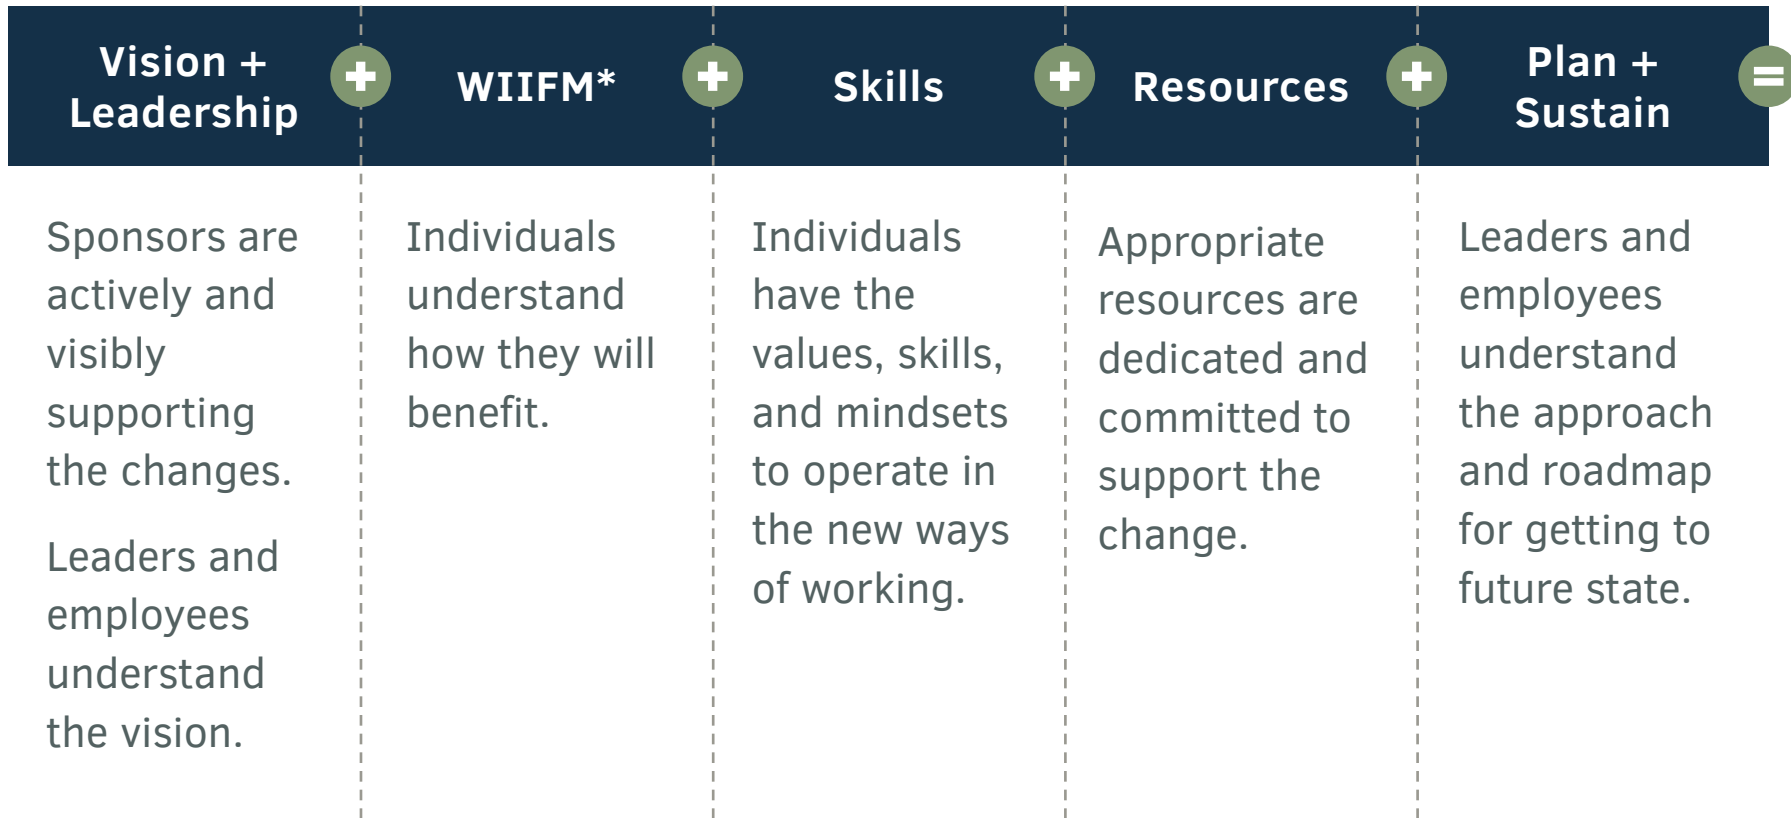 Vision +
Leadership
+
WIIFM*
+
Skills
+
Resources
+
Plan +
Sustain
=
Sponsors are
actively and
visibly
supporting
the changes.
Leaders and
employees
understand
the vision.
Individuals
understand
how they will
benefit.
Individuals
have the
values, skills,
and mindsets
to operate in
the new ways
of working.
Appropriate
resources are
dedicated and
committed to
support the
change.
Leaders and
employees
understand
the approach
and roadmap
for getting to
future state.